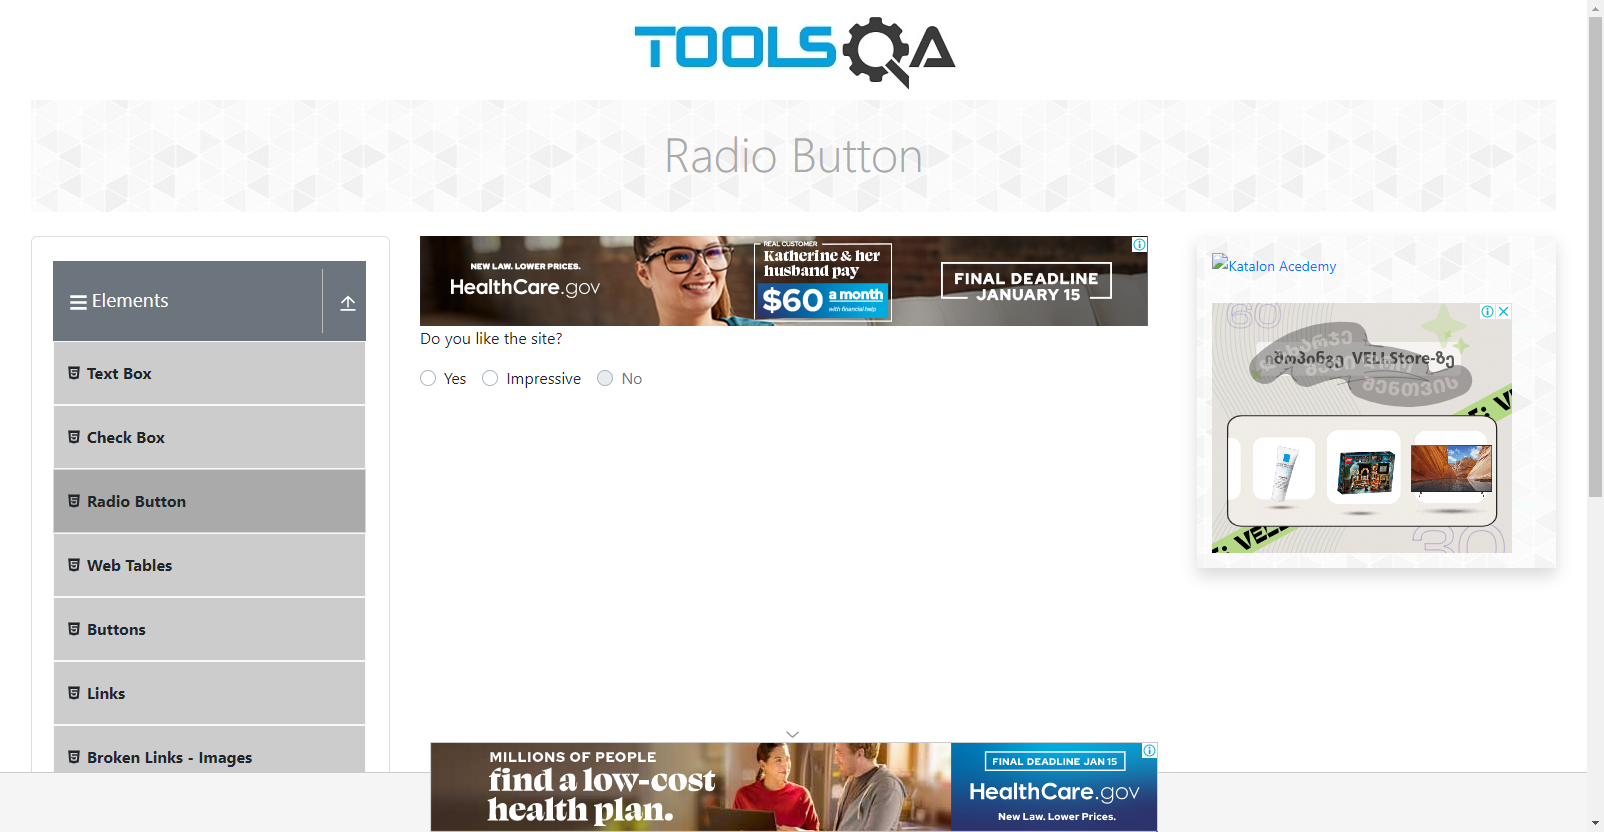 TOOLSQA
Radio Button
Elements
Text Box
Check Box
Radio Button
Web Tables
Buttons
Links
Broken Links - Images
NEW LAW. LOWER PRICES.
HealthCare.gov
REAL CUSTOMER
Katherine & her
husband pay
$60 a month
with financial help
FINAL DEADLINE
JANUARY 15
Do you like the site?
Yes Impressive No
Katalon Acedemy
60
VELI.Store-ზე
შენთვის
30
MILLIONS OF PEOPLE
find a low-cost
health plan.
FINAL DEADLINE JAN 15
HealthCare.gov
New Law. Lower Prices.